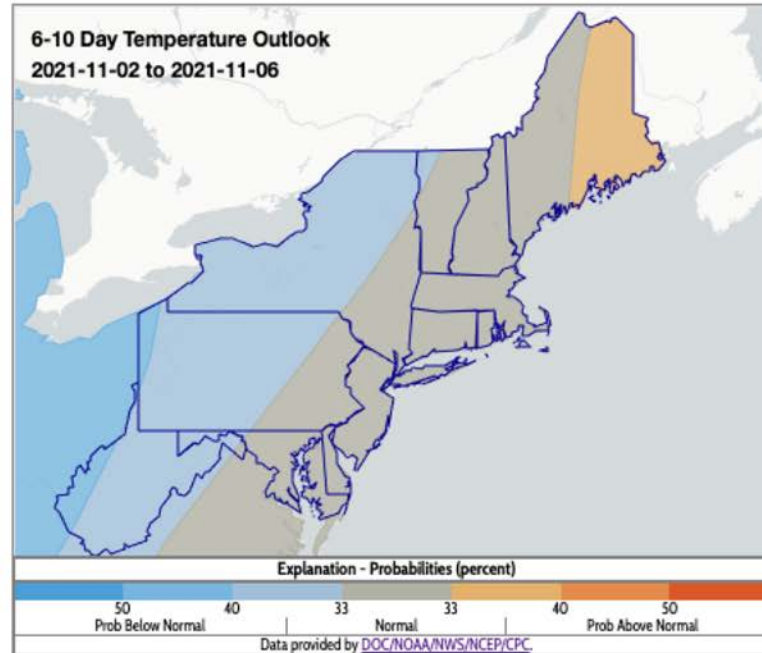 6-10 Day Temperature Outlook
2021-11-02 to 2021-11-06
Explanation - Probabilities (percent)
50 40 33 33 40 50
Prob Below Normal | Normal | Prob Above Normal
Data provided by DOC/NOAA/NWS/NCEP/CPC.